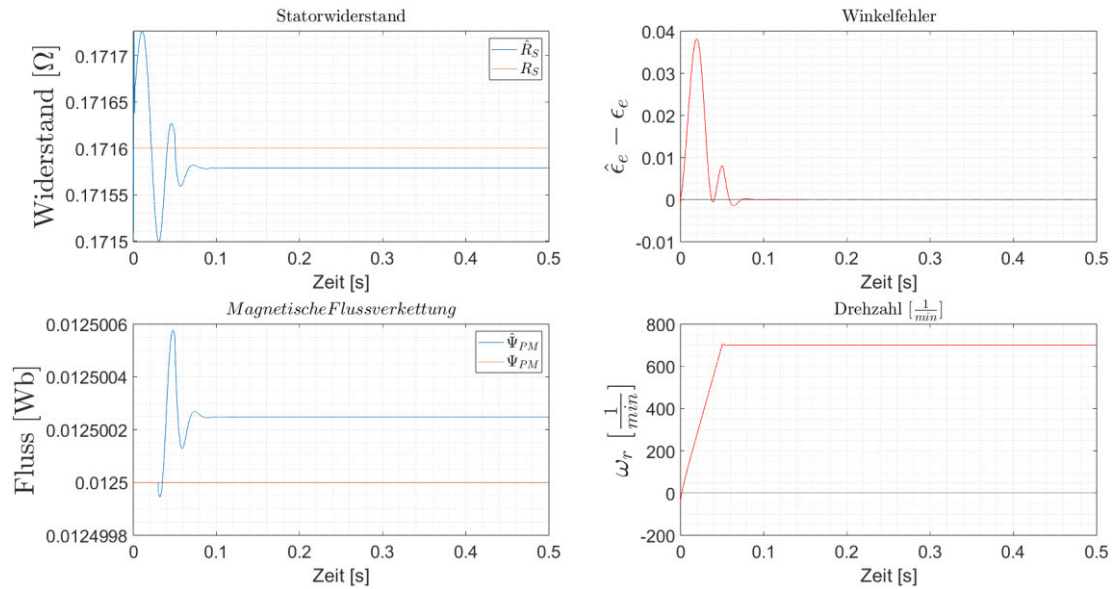 Statorwiderstand
Widerstand [Ω]
0.1717
0.17165
0.1716
0.17155
0.1715
0 0.1 0.2 0.3 0.4 0.5
Zeit [s]
R̂_S
R_S
Winkelfehler
ε̂_e − ε_e
0.04
0.03
0.02
0.01
0
-0.01
0 0.1 0.2 0.3 0.4 0.5
Zeit [s]
MagnetischeFlussverkettung
Fluss [Wb]
0.0125006
0.0125004
0.0125002
0.0125
0.0124998
0 0.1 0.2 0.3 0.4 0.5
Zeit [s]
Ψ̂_PM
Ψ_PM
Drehzahl [1/min]
ω_r [1/min]
800
600
400
200
0
-200
0 0.1 0.2 0.3 0.4 0.5
Zeit [s]